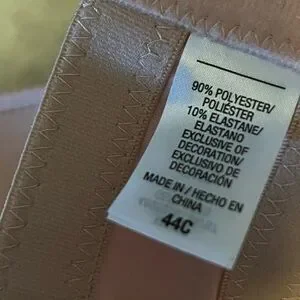 90% POLYESTER/
POLIÉSTER
10% ELASTANE/
ELASTANO
EXCLUSIVE OF
DECORATION/
EXCLUSIVO DE
DECORACIÓN
MADE IN / HECHO EN
CHINA
44C